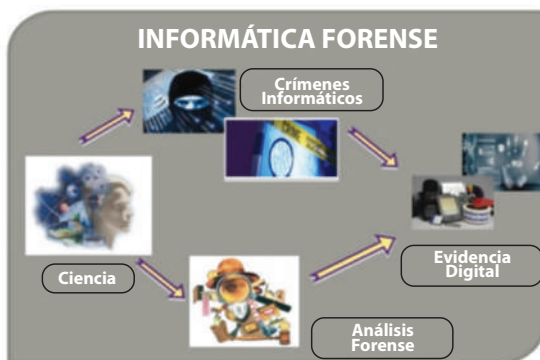 INFORMÁTICA FORENSE
Crímenes
Informáticos
Ciencia
Evidencia
Digital
Análisis
Forense